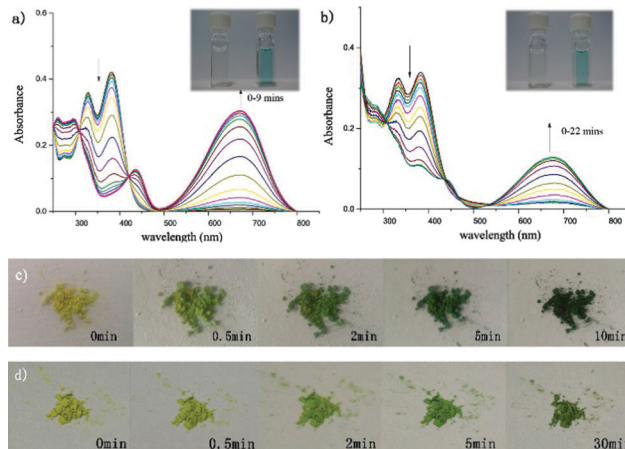 a)
0.6
0.4
0.2
0.0
Absorbance
0-9 mins
300 400 500 600 700 800
wavelength (nm)
b)
0.4
0.2
0.0
Absorbance
0-22 mins
300 400 500 600 700 800
wavelength (nm)
c)
0min 0.5min 2min 5min 10min
d)
0min 0.5min 2min 5min 30min